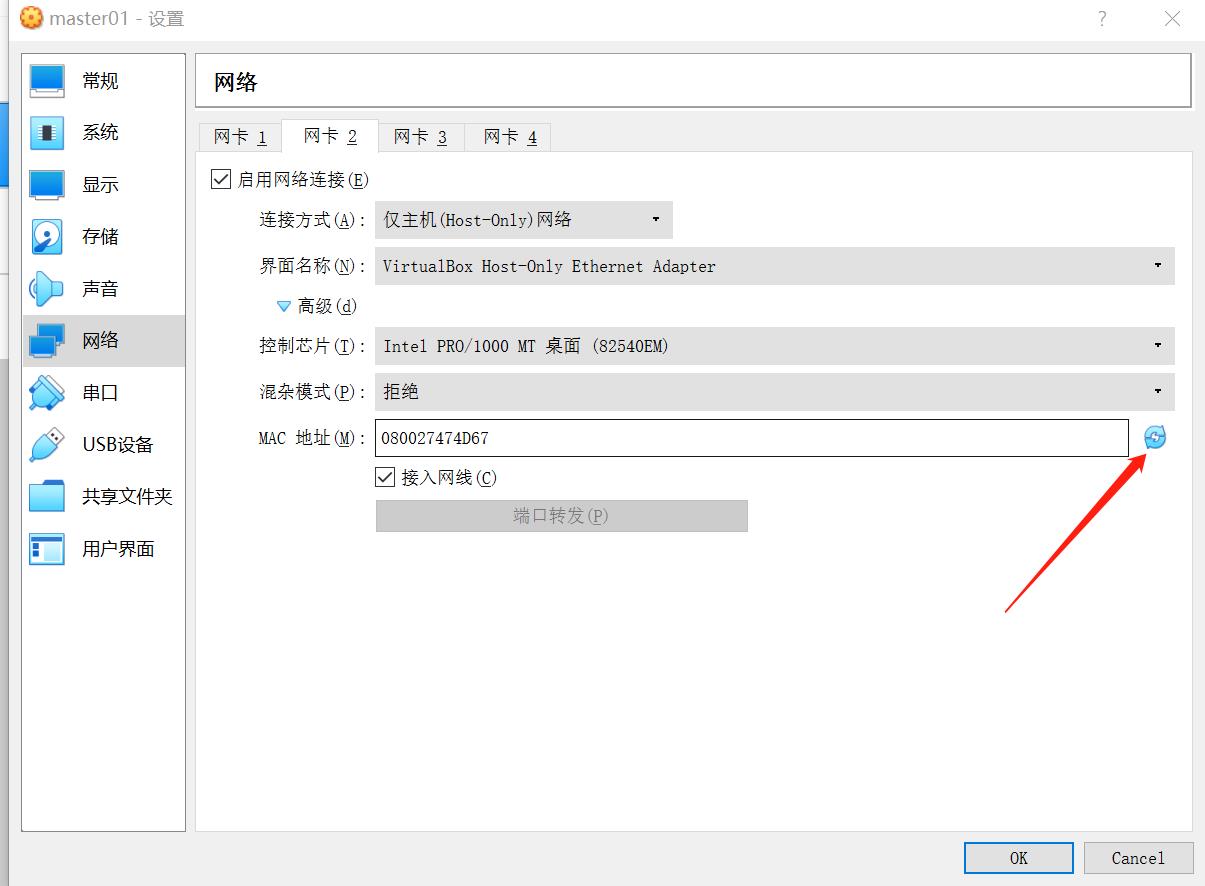 master01 - 设置
?
常规
系统
显示
存储
声音
网络
串口
USB设备
共享文件夹
用户界面
网络
网卡 1 网卡 2 网卡 3 网卡 4
启用网络连接(E)
连接方式(A): 仅主机(Host-Only)网络
界面名称(N): VirtualBox Host-Only Ethernet Adapter
高级(d)
控制芯片(T): Intel PRO/1000 MT 桌面 (82540EM)
混杂模式(P): 拒绝
MAC 地址(M): 080027474D67
接入网线(C)
端口转发(P)
OK Cancel